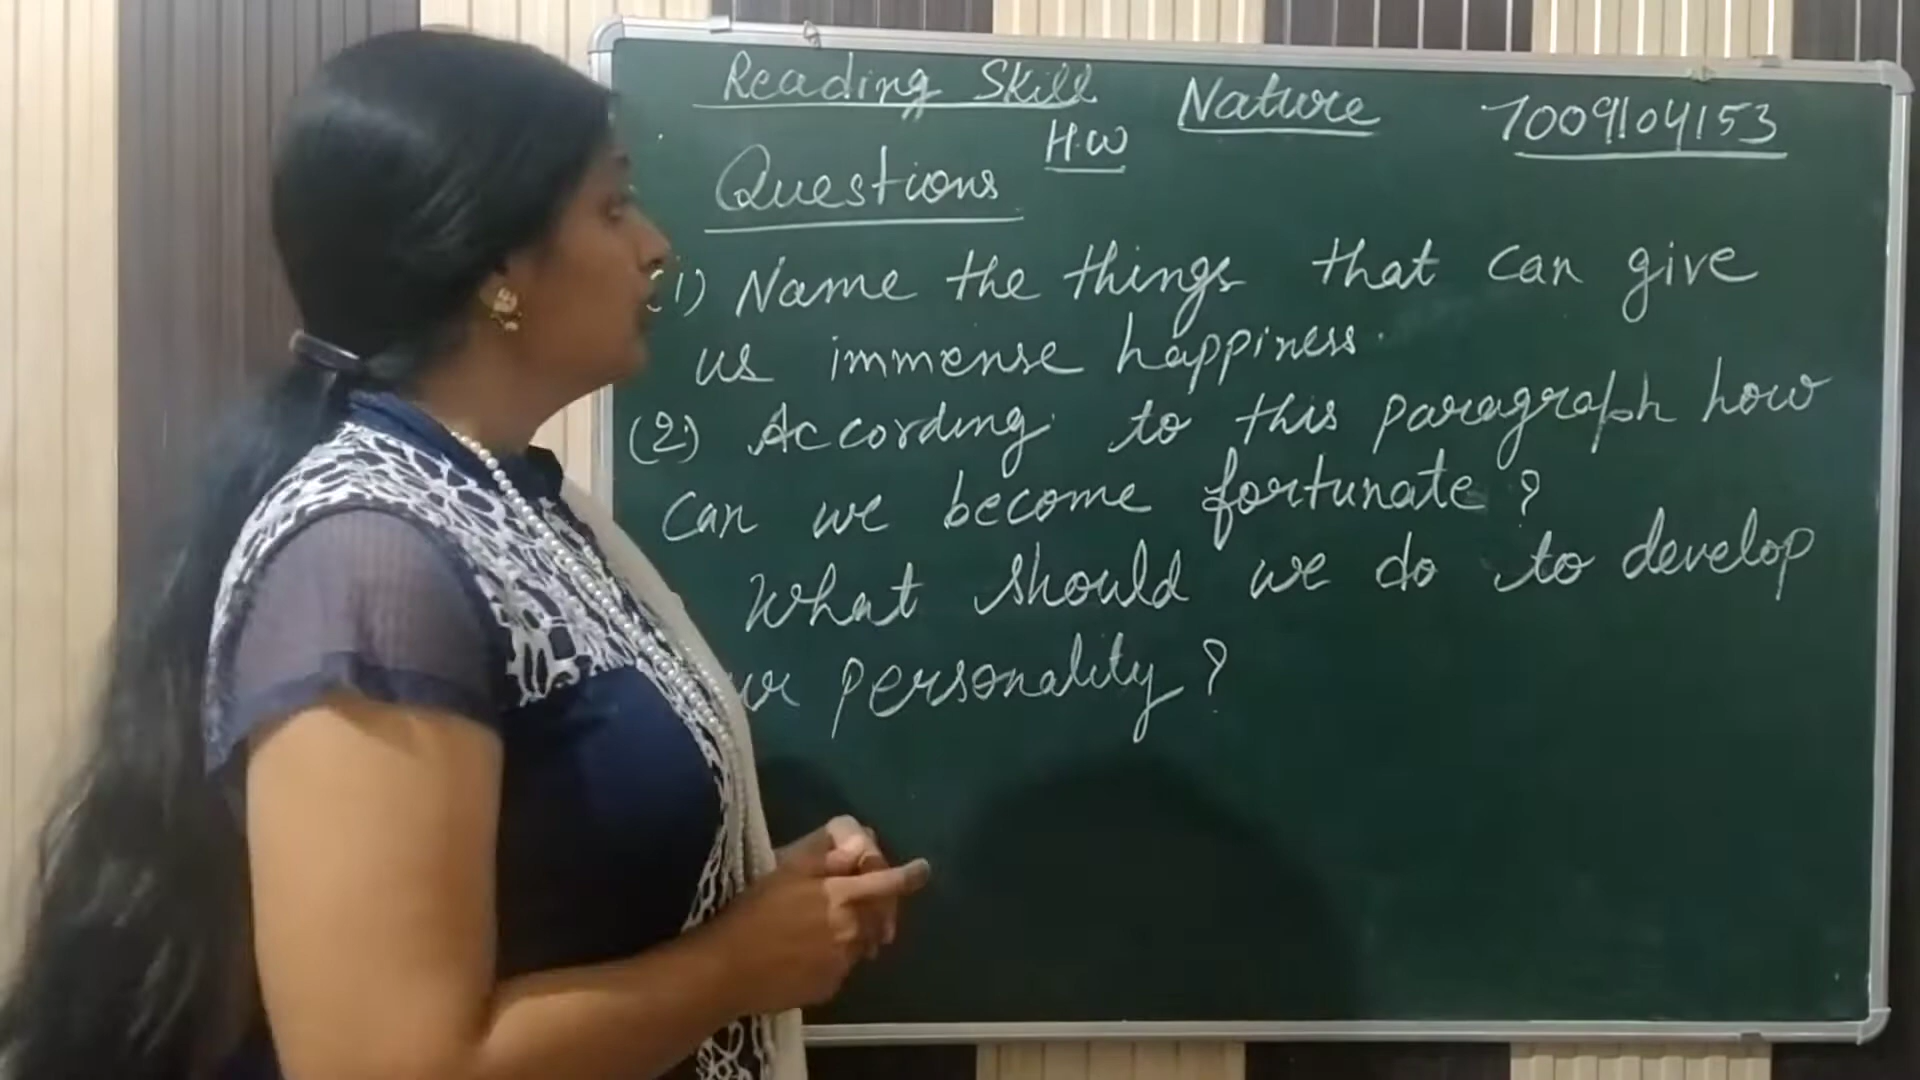 Reading Skill Nature 7009104153
H.W
Questions
(1) Name the things that can give
us immense happiness.
(2) According to this paragraph how
can we become fortunate?
What should we do to develop
personality?